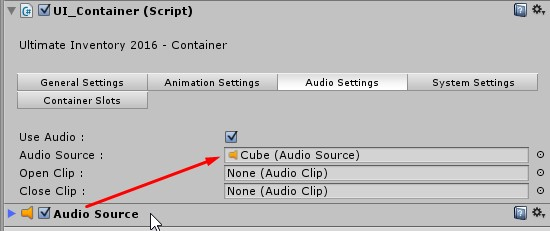 UI_Container (Script)
Ultimate Inventory 2016 - Container
General Settings Animation Settings Audio Settings System Settings
Container Slots
Use Audio :
Audio Source : Cube (Audio Source)
Open Clip : None (Audio Clip)
Close Clip : None (Audio Clip)
Audio Source